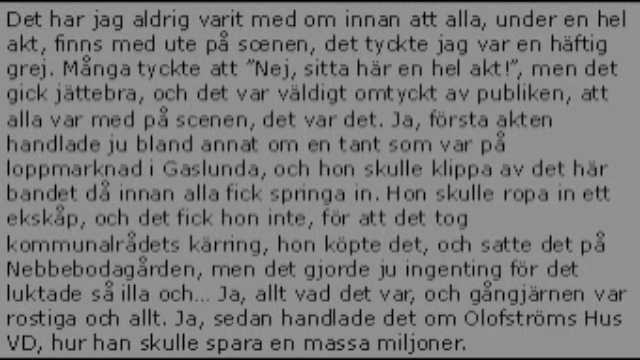 Det har jag aldrig varit med om innan att alla, under en hel
akt, finns med ute på scenen, det tyckte jag var en häftig
grej. Många tyckte att "Nej, sitta här en hel akt!", men det
gick jättebra, och det var väldigt omtyckt av publiken, att
alla var med på scenen, det var det. Ja, första akten
handlade ju bland annat om en tant som var på
loppmarknad i Gaslunda, och hon skulle klippa av det här
bandet då innan alla fick springa in. Hon skulle ropa in ett
ekskåp, och det fick hon inte, för att det tog
kommunalrådets kärring, hon köpte det, och satte det på
Nebbebodagården, men det gjorde ju ingenting för det
luktade så illa och... Ja, allt vad det var, och gångjärnen var
rostiga och allt. Ja, sedan handlade det om Olofströms Hus
VD, hur han skulle spara en massa miljoner.